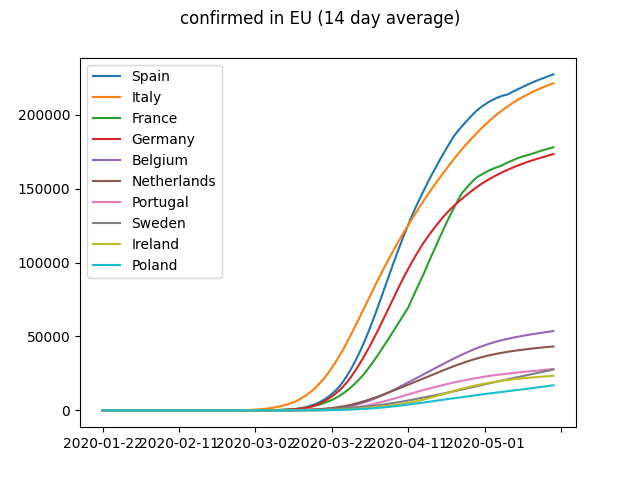 confirmed in EU (14 day average)
Spain
Italy
France
Germany
Belgium
Netherlands
Portugal
Sweden
Ireland
Poland
200000
150000
100000
50000
0
2020-01-22 2020-02-11 2020-03-02 2020-03-22 2020-04-11 2020-05-01